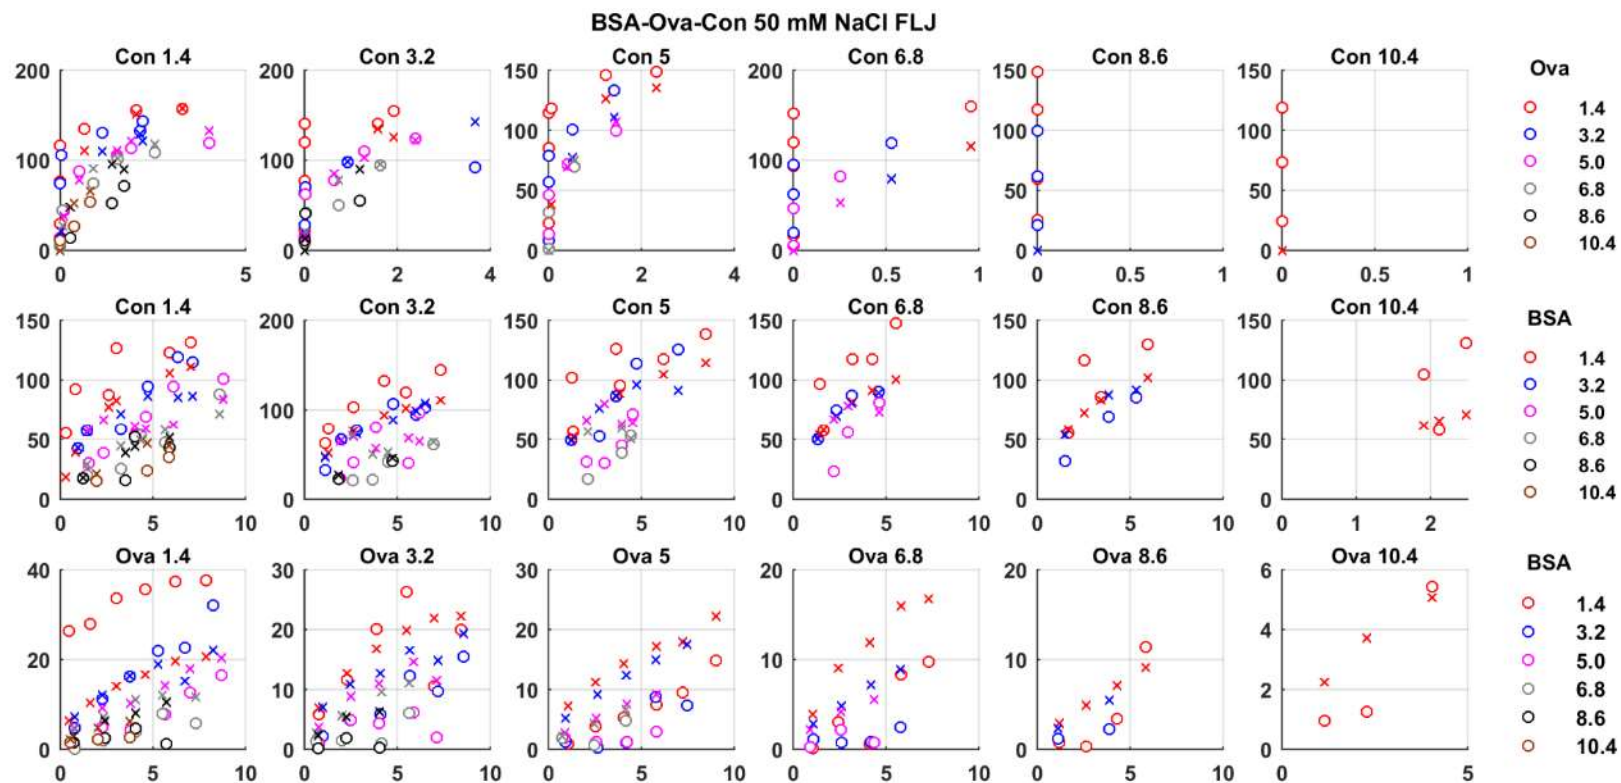 BSA-Ova-Con 50 mM NaCl FLJ
Con 1.4 Con 3.2 Con 5 Con 6.8 Con 8.6 Con 10.4
200 200 150 200 150 150
100 100 100 100 100 100
50 50 50
0 0 0 0 0 0
0 5 0 2 4 0 2 4 0 0.5 1 0 0.5 1 0 0.5 1
Ova
1.4
3.2
5.0
6.8
8.6
10.4
Con 1.4 Con 3.2 Con 5 Con 6.8 Con 8.6 Con 10.4
150 200 150 150 150 150
100 100 100 100 100 100
50 50 50 50 50
0 0 0 0 0 0
0 5 10 0 5 10 0 5 10 0 5 10 0 5 10 0 1 2
BSA
1.4
3.2
5.0
6.8
8.6
10.4
Ova 1.4 Ova 3.2 Ova 5 Ova 6.8 Ova 8.6 Ova 10.4
40 30 30 20 20 6
20 20 20 10 10 4
10 10 2
0 0 0 0 0 0
0 5 10 0 5 10 0 5 10 0 5 10 0 5 10 0 5
BSA
1.4
3.2
5.0
6.8
8.6
10.4